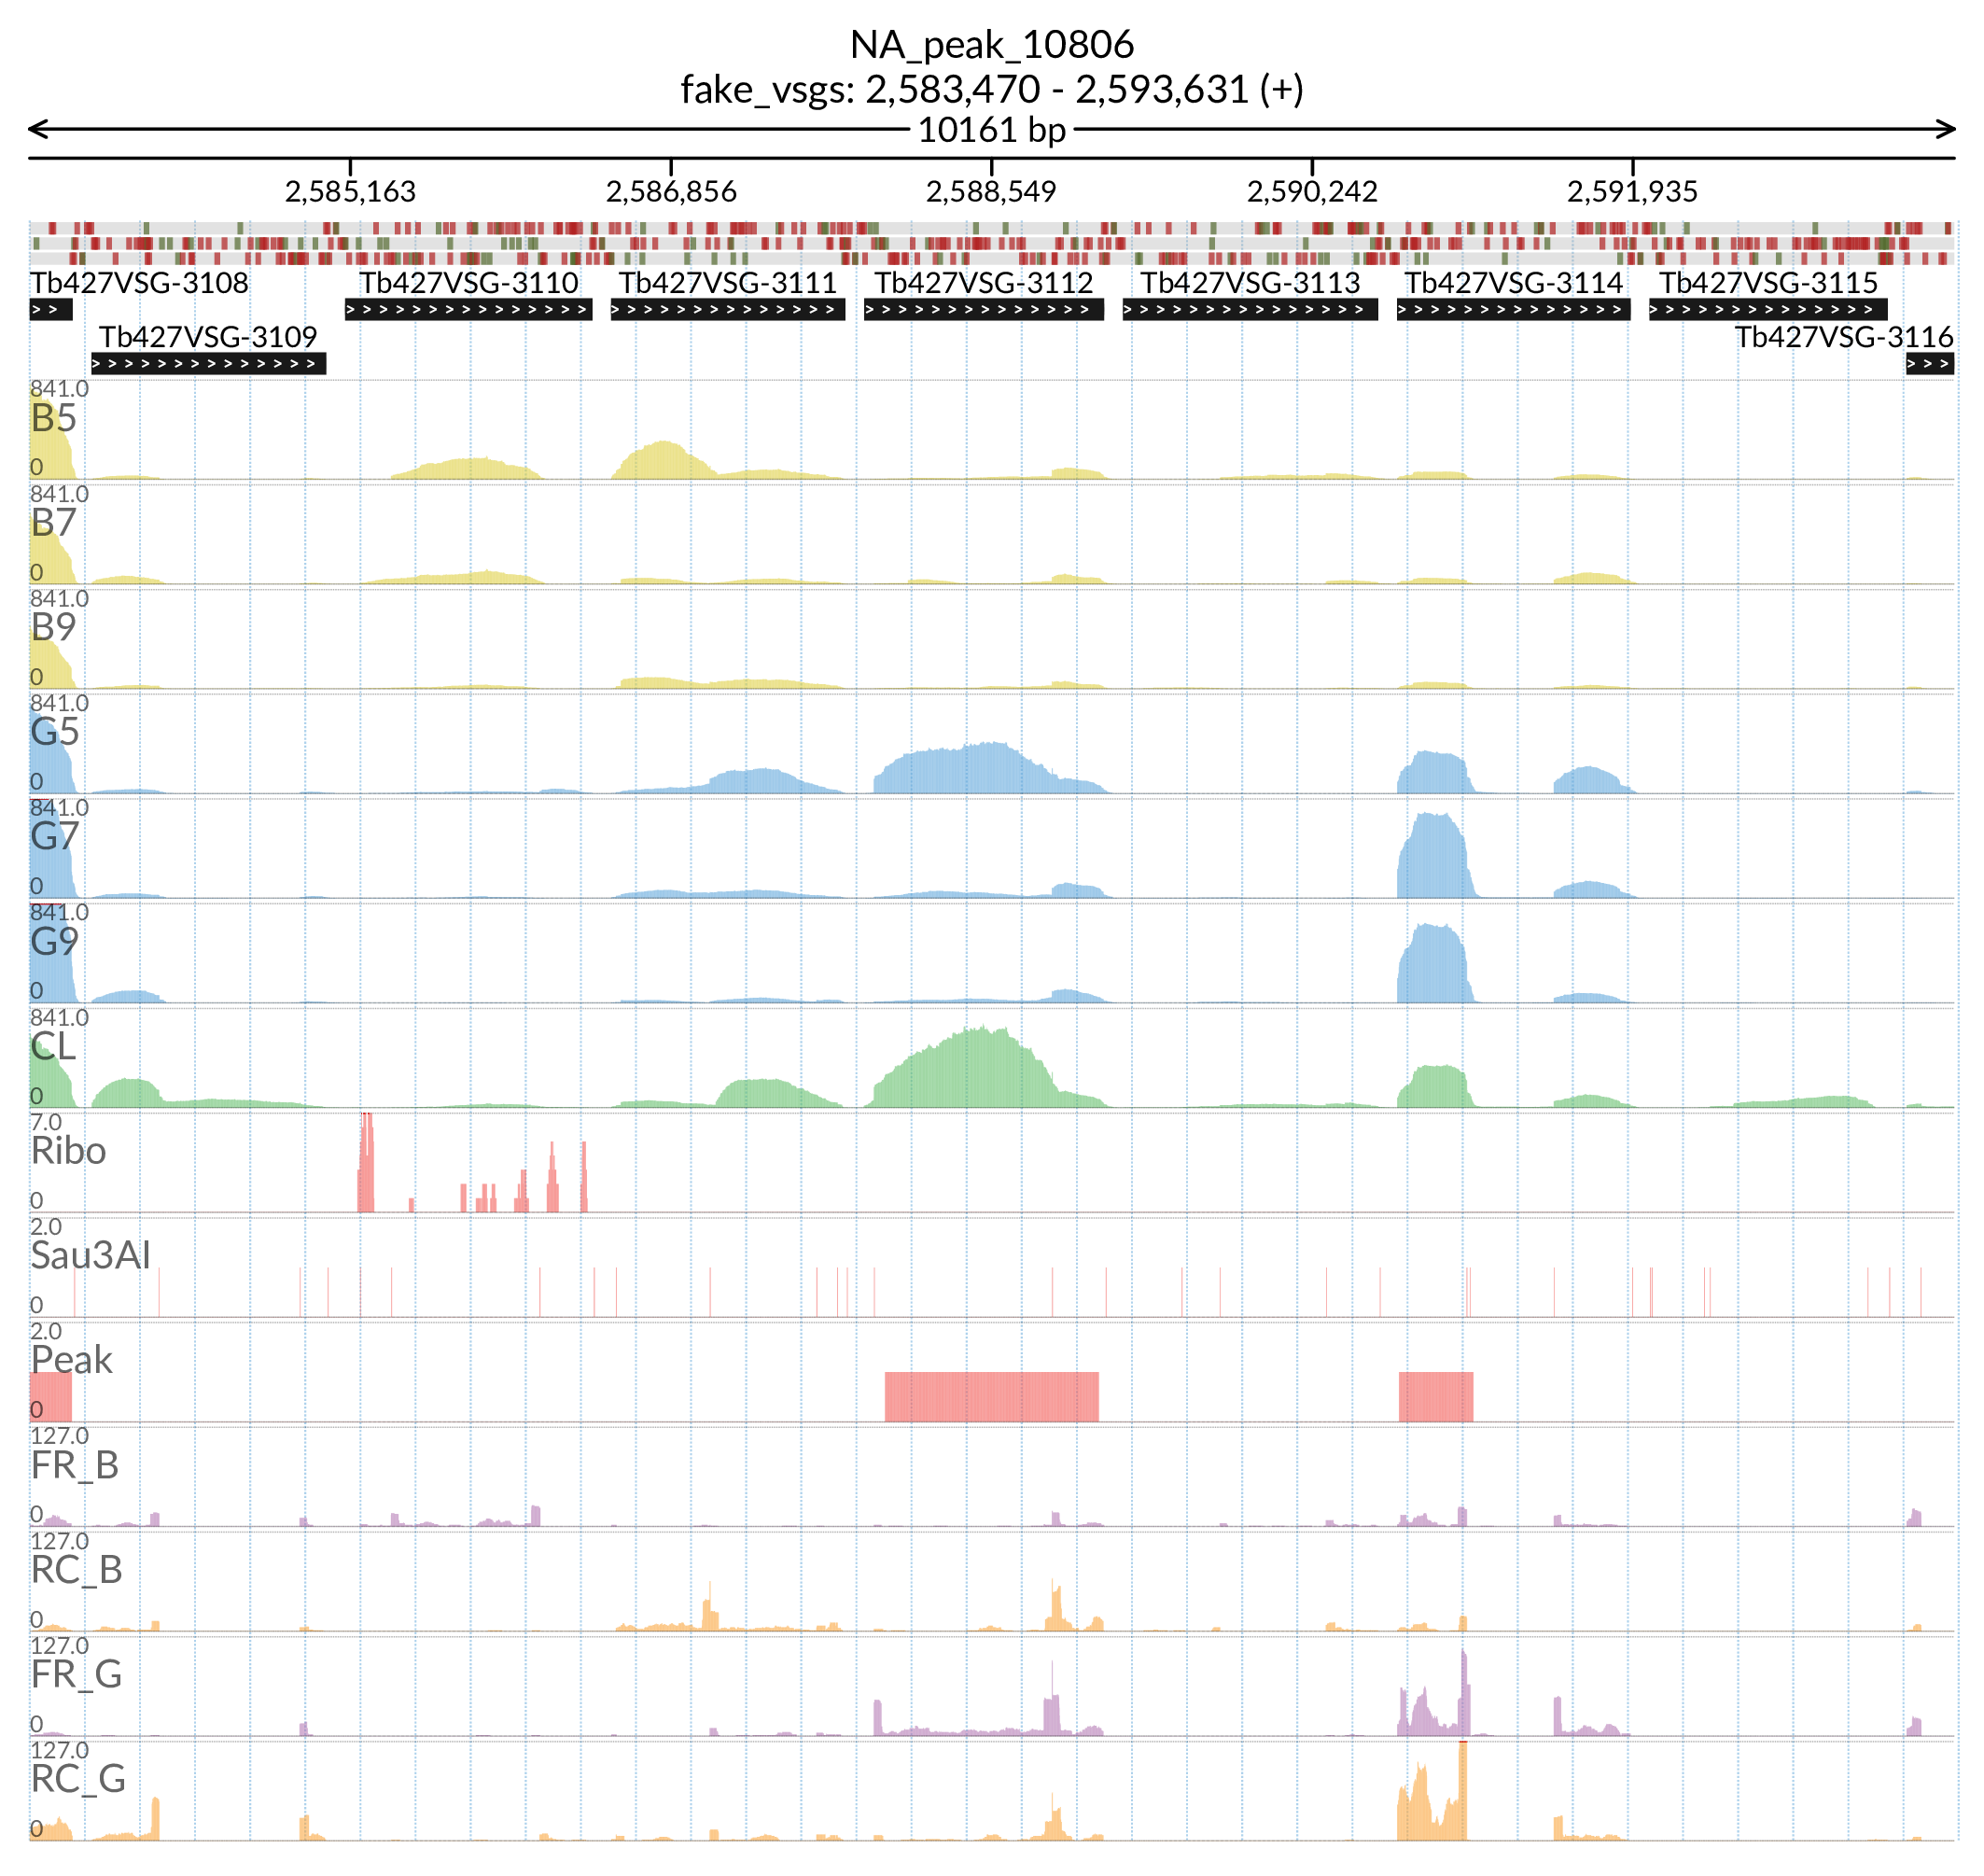 NA_peak_10806
fake_vsgs: 2,583,470 - 2,593,631 (+)
10161 bp
2,585,163 2,586,856 2,588,549 2,590,242 2,591,935
Tb427VSG-3108 Tb427VSG-3110 Tb427VSG-3111 Tb427VSG-3112 Tb427VSG-3113 Tb427VSG-3114 Tb427VSG-3115
Tb427VSG-3109 Tb427VSG-3116
841.0
B5
0
841.0
B7
0
841.0
B9
0
841.0
G5
0
841.0
G7
0
841.0
G9
0
841.0
CL
0
7.0
Ribo
0
2.0
Sau3AI
0
2.0
Peak
0
127.0
FR_B
0
127.0
RC_B
0
127.0
FR_G
0
127.0
RC_G
0